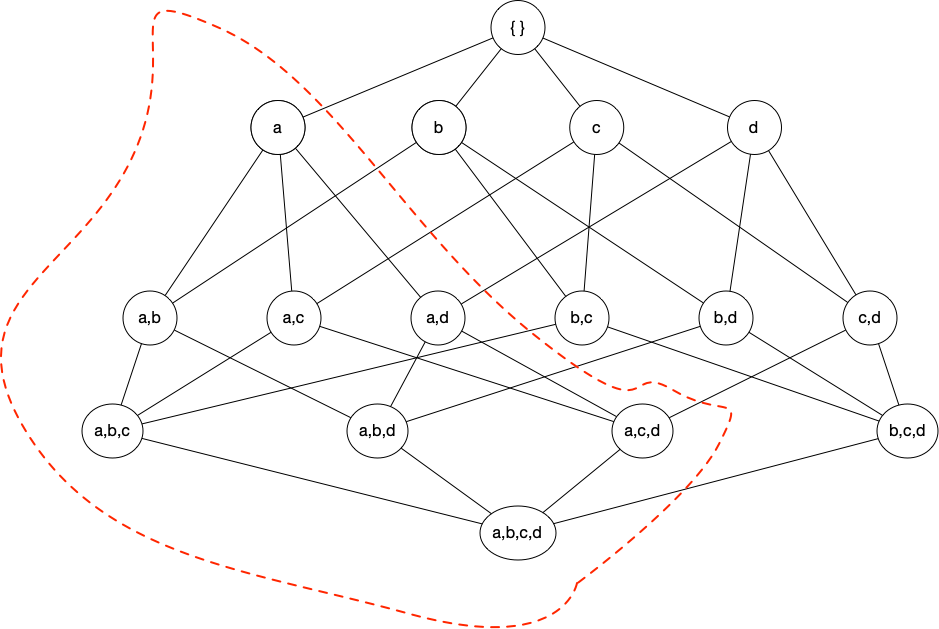 { }
a
b
c
d
a,b
a,c
a,d
b,c
b,d
c,d
a,b,c
a,b,d
a,c,d
b,c,d
a,b,c,d